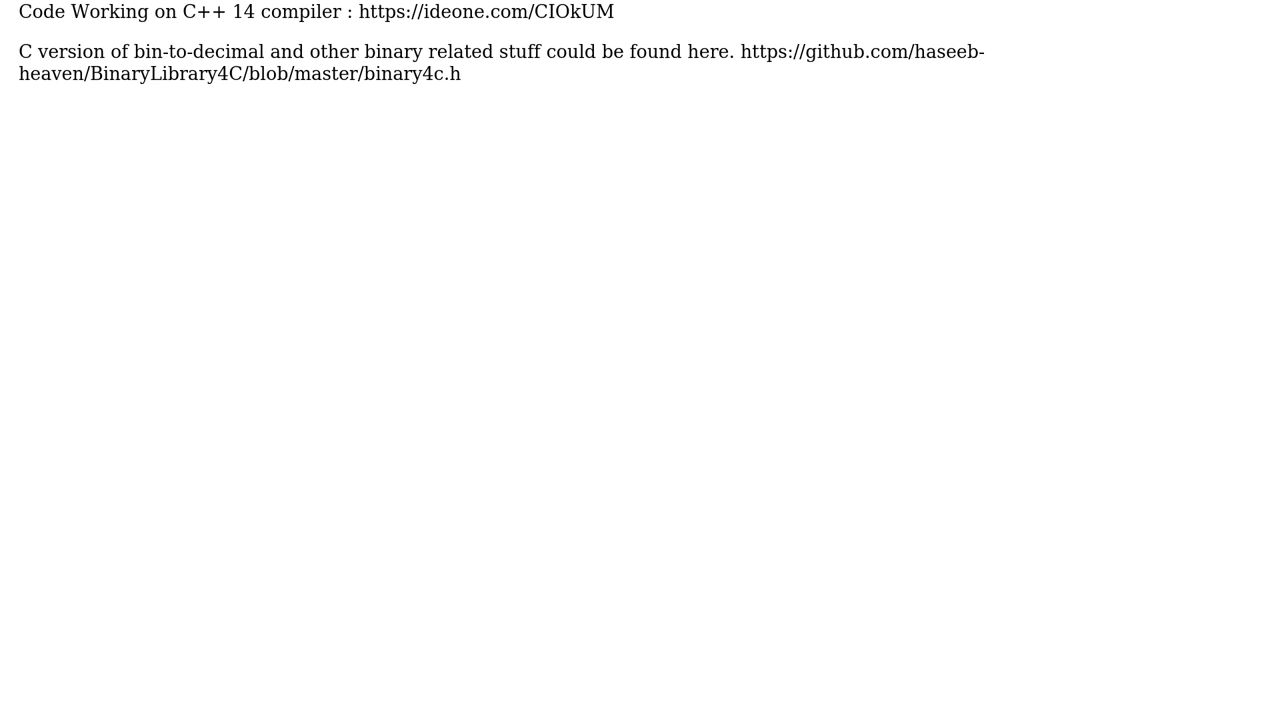 Code Working on C++ 14 compiler : https://ideone.com/CIOkUM
C version of bin-to-decimal and other binary related stuff could be found here. https://github.com/haseeb-
heaven/BinaryLibrary4C/blob/master/binary4c.h